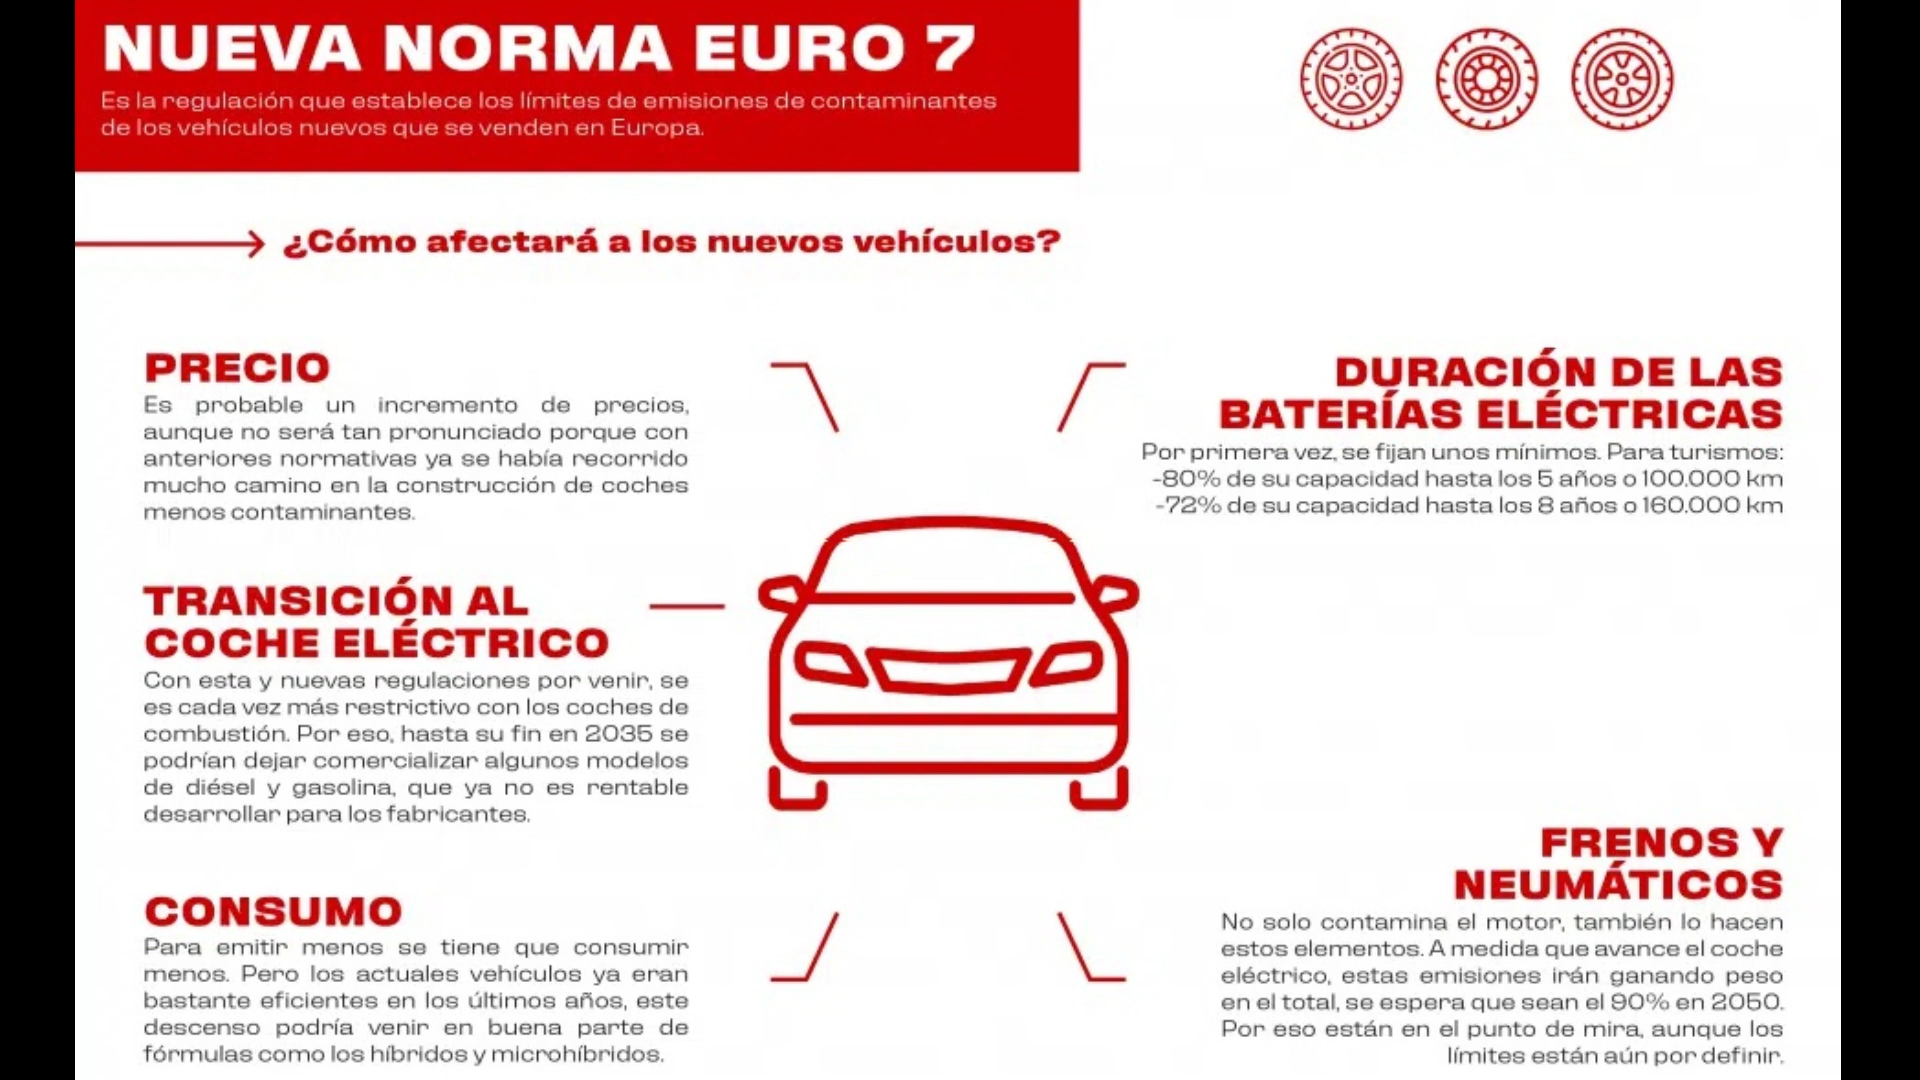 NUEVA NORMA EURO 7
Es la regulación que establece los límites de emisiones de contaminantes
de los vehículos nuevos que se venden en Europa.
¿Cómo afectará a los nuevos vehículos?
PRECIO
Es probable un incremento de precios,
aunque no será tan pronunciado porque con
anteriores normativas ya se había recorrido
mucho camino en la construcción de coches
menos contaminantes.
TRANSICIÓN AL
COCHE ELÉCTRICO
Con esta y nuevas regulaciones por venir, se
es cada vez más restrictivo con los coches de
combustión. Por eso, hasta su fin en 2035 se
podrían dejar comercializar algunos modelos
de diésel y gasolina, que ya no es rentable
desarrollar para los fabricantes.
CONSUMO
Para emitir menos se tiene que consumir
menos. Pero los actuales vehículos ya eran
bastante eficientes en los últimos años, este
descenso podría venir en buena parte de
fórmulas como los híbridos y microhíbridos.
DURACIÓN DE LAS
BATERÍAS ELÉCTRICAS
Por primera vez, se fijan unos mínimos. Para turismos:
-80% de su capacidad hasta los 5 años o 100.000 km
-72% de su capacidad hasta los 8 años o 160.000 km
FRENOS Y
NEUMÁTICOS
No solo contamina el motor, también lo hacen
estos elementos. A medida que avance el coche
eléctrico, estas emisiones irán ganando peso
en el total, se espera que sean el 90% en 2050.
Por eso están en el punto de mira, aunque los
límites están aún por definir.